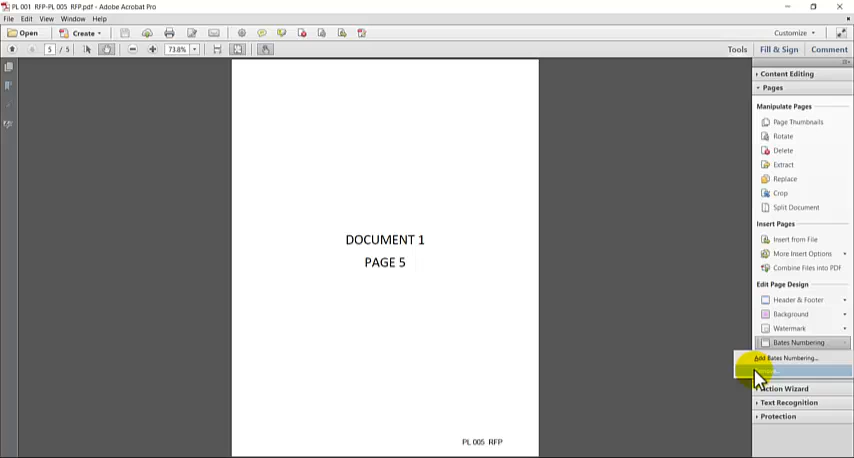 PL 001 RFP-PL 005 RFP.pdf - Adobe Acrobat Pro
File Edit View Window Help
Open Create Customize
5 / 5 73.8% Tools Fill & Sign Comment
Content Editing
Pages
Manipulate Pages
Page Thumbnails
Rotate
Delete
Extract
Replace
Crop
Split Document
Insert Pages
Insert from File
More Insert Options
Combine Files into PDF
Edit Page Design
Header & Footer
Background
Watermark
Bates Numbering
Add Bates Numbering...
Action Wizard
Text Recognition
Protection
DOCUMENT 1
PAGE 5
PL 005 RFP